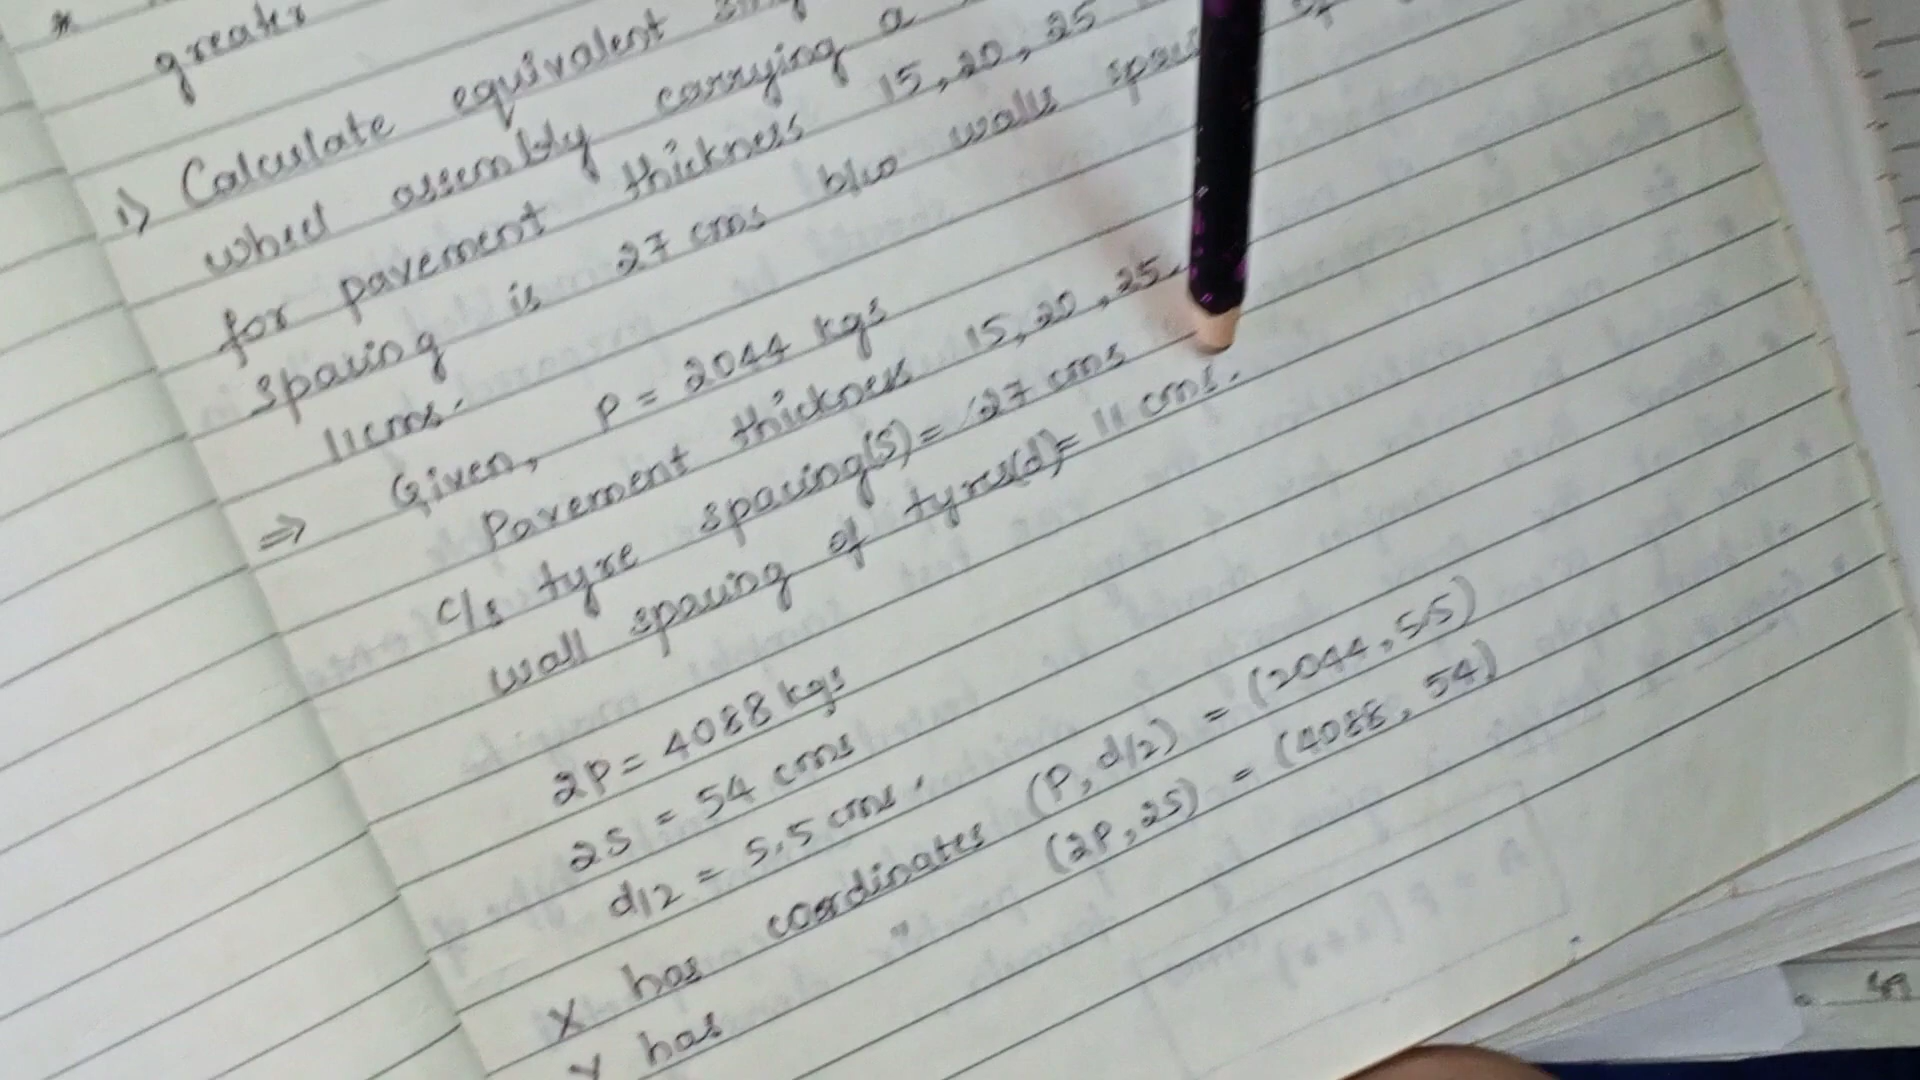 *
greater
1) Calculate equivalent
wheel assembly carrying a
for pavement thickness 15, 20, 25
spacing is 27 cms b/w walls
11cms.
⇒ Given, P = 2044 kgs
Pavement thickness 15, 20, 25.
c/s tyre spacing(S) = 27 cms
wall spacing of tyres(d) = 11 cms.
2P = 4088 kgs
2S = 54 cms
d/2 = 5.5 cms.
X has coordinates (P, d/2) = (2044, 5.5)
Y has " (2P, 2S) = (4088, 54)
49